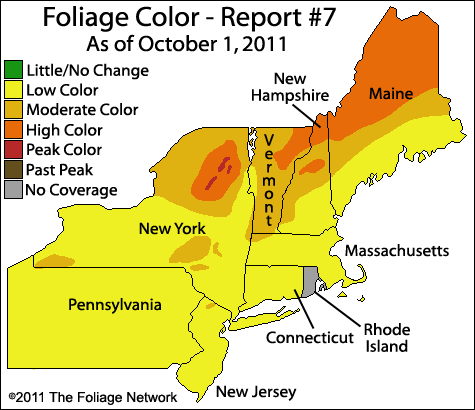 Foliage Color - Report #7
As of October 1, 2011
Little/No Change
Low Color
Moderate Color
High Color
Peak Color
Past Peak
No Coverage
New
Hampshire
Maine
Vermont
New York
Massachusetts
Pennsylvania
Connecticut
Rhode
Island
New Jersey
©2011 The Foliage Network